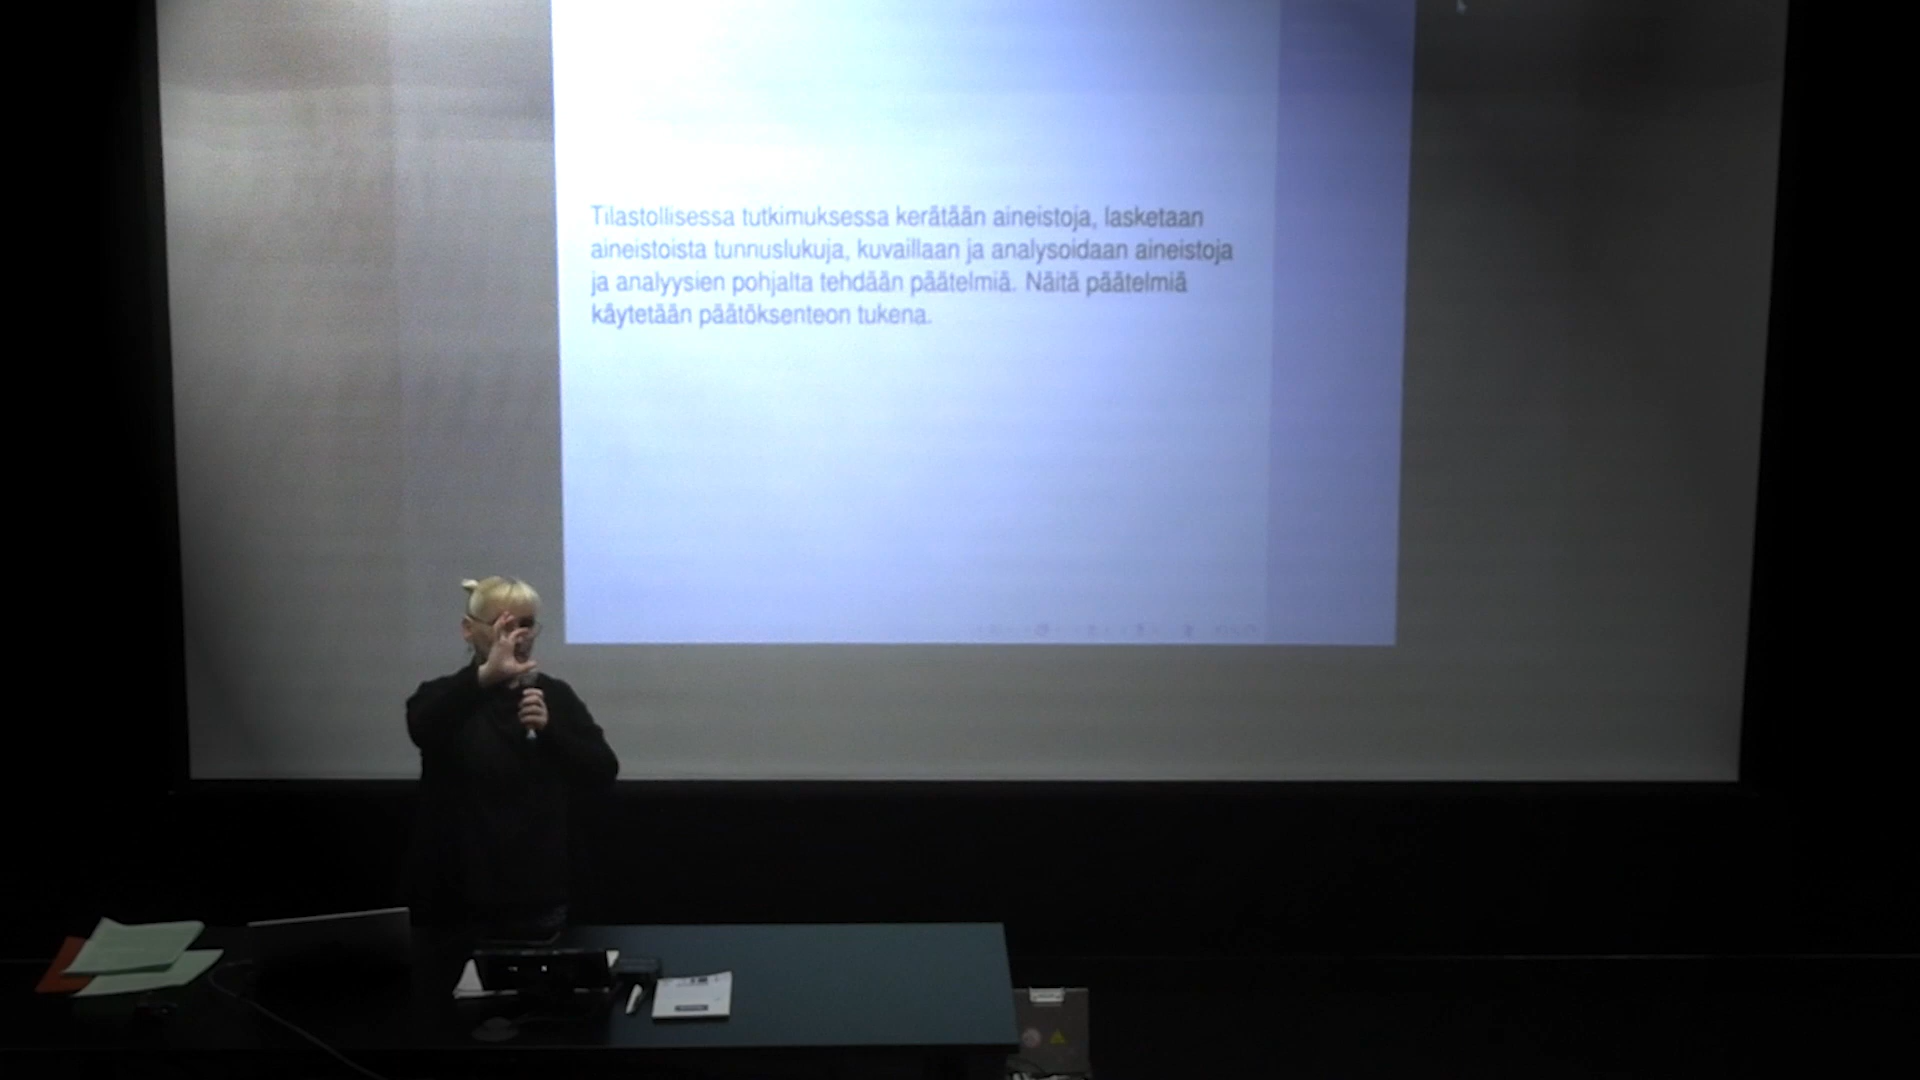 Tilastollisessa tutkimuksessa kerätään aineistoja, lasketaan
aineistoista tunnuslukuja, kuvaillaan ja analysoidaan aineistoja
ja analyysien pohjalta tehdään päätelmiä. Näitä päätelmiä
käytetään päätöksenteon tukena.